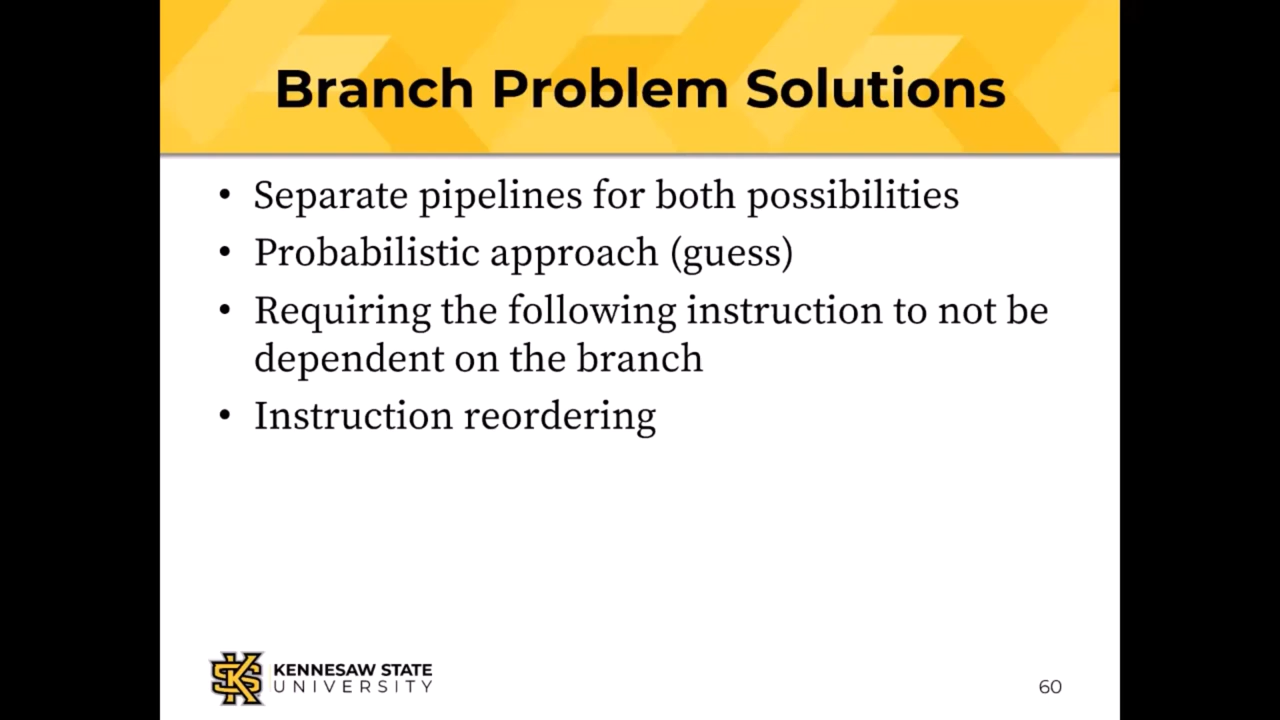 Branch Problem Solutions
• Separate pipelines for both possibilities
• Probabilistic approach (guess)
• Requiring the following instruction to not be
dependent on the branch
• Instruction reordering
KENNESAW STATE
UNIVERSITY
60